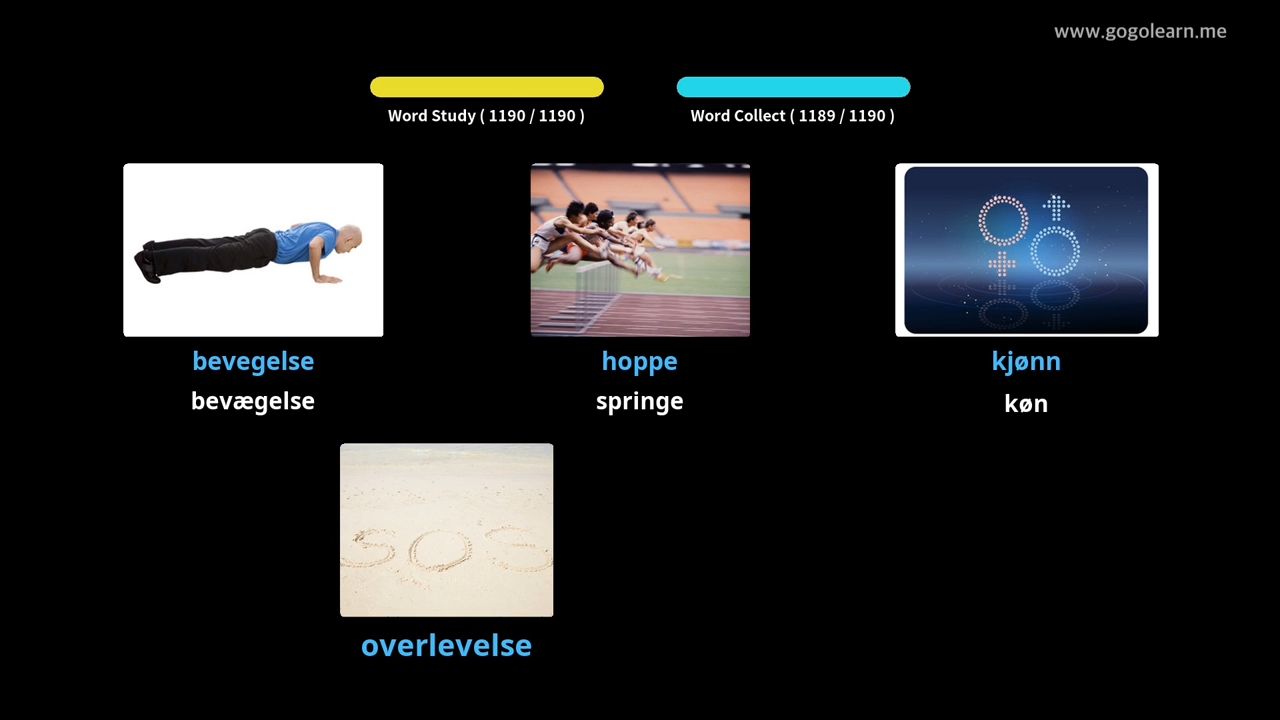 www.gogolearn.me
Word Study ( 1190 / 1190 )
Word Collect ( 1189 / 1190 )
bevegelse
hoppe
kjønn
bevægelse
springe
køn
SOS
overlevelse